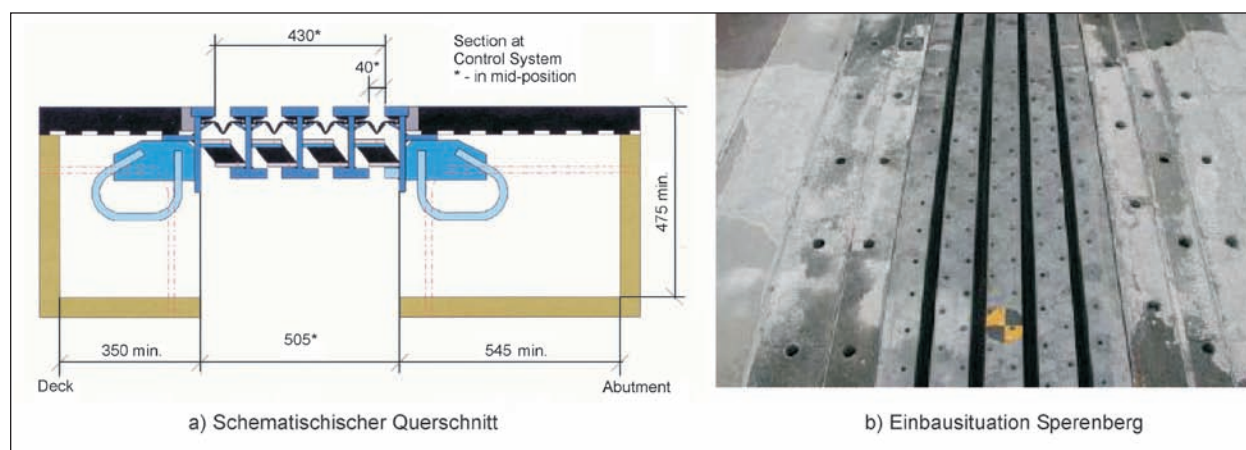 430*
Section at
Control System
* - in mid-position
40*
475 min.
350 min.
505*
545 min.
Deck
Abutment
a) Schematischischer Querschnitt
b) Einbausituation Sperenberg